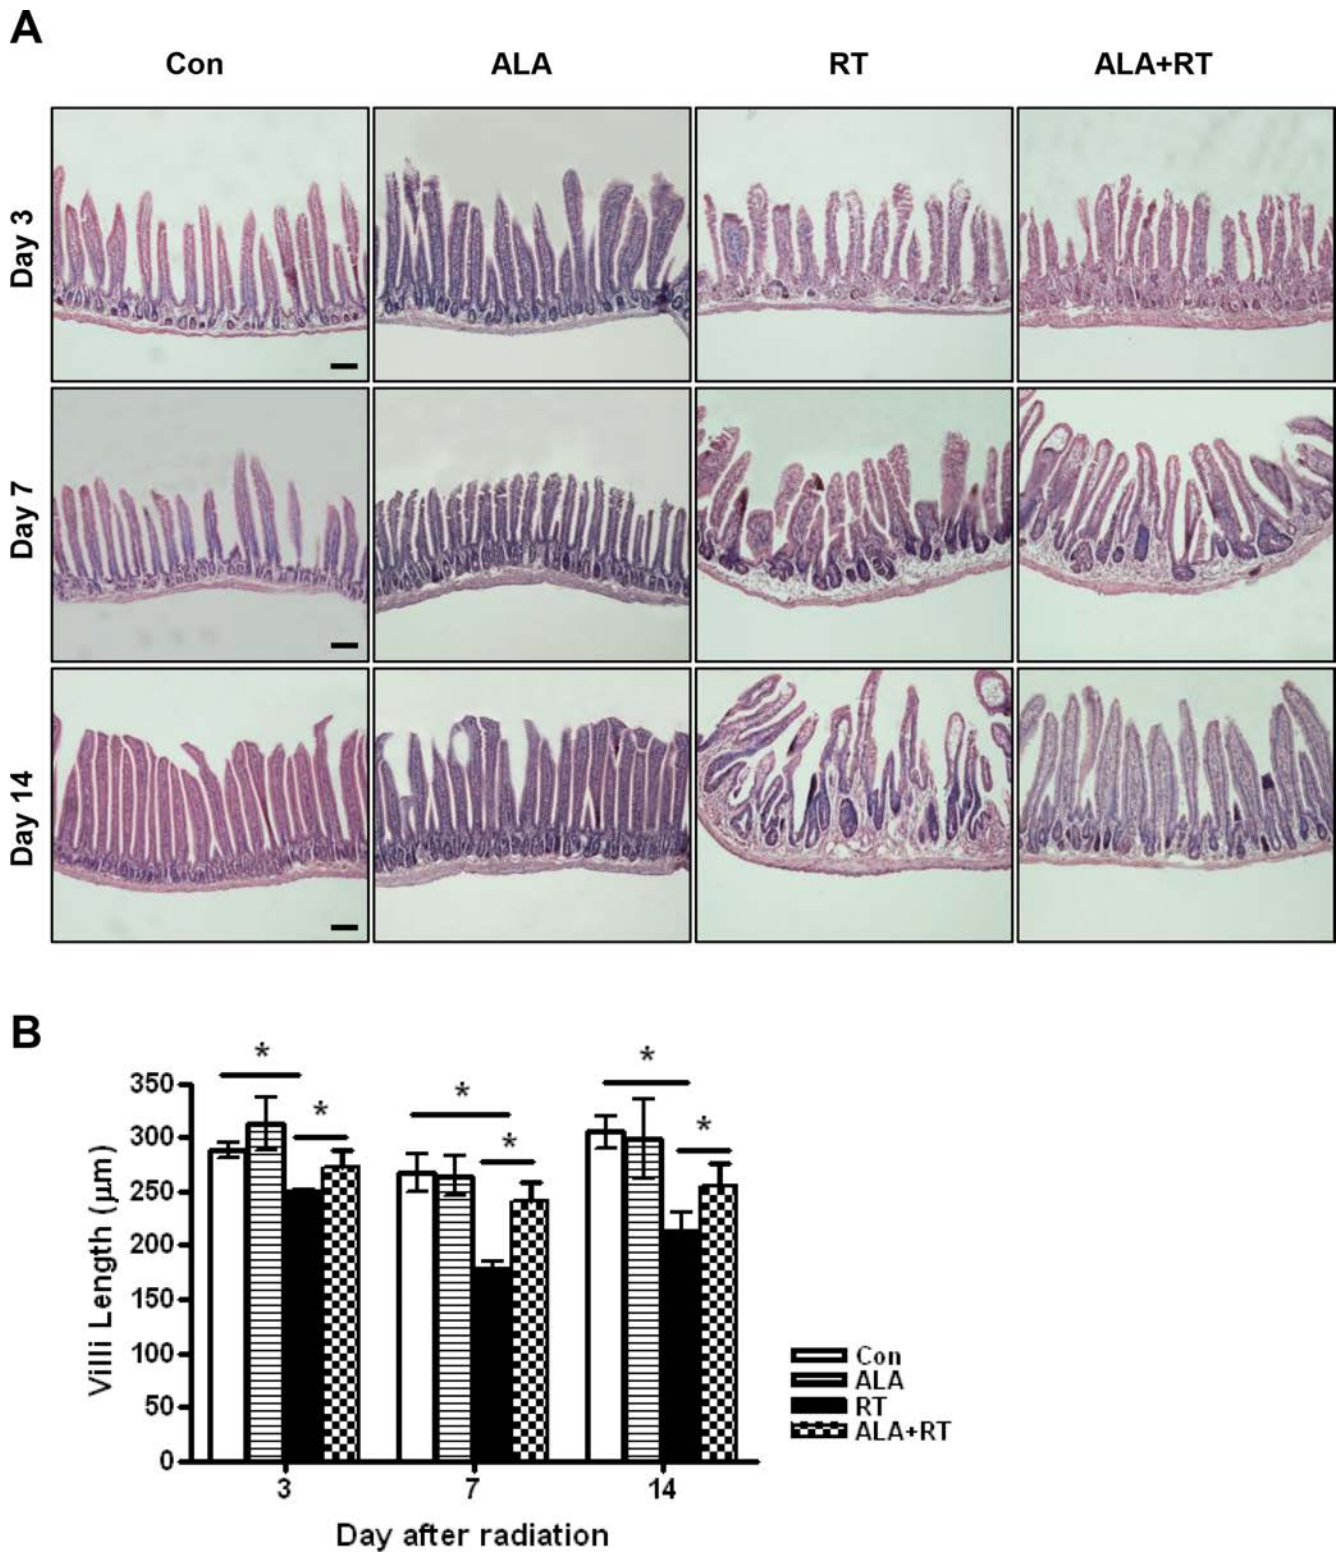 A
Con ALA RT ALA+RT
Day 3
Day 7
Day 14
B
Villi Length (μm)
350
300
250
200
150
100
50
0
*
*
*
*
*
*
3 7 14
Day after radiation
Con
ALA
RT
ALA+RT